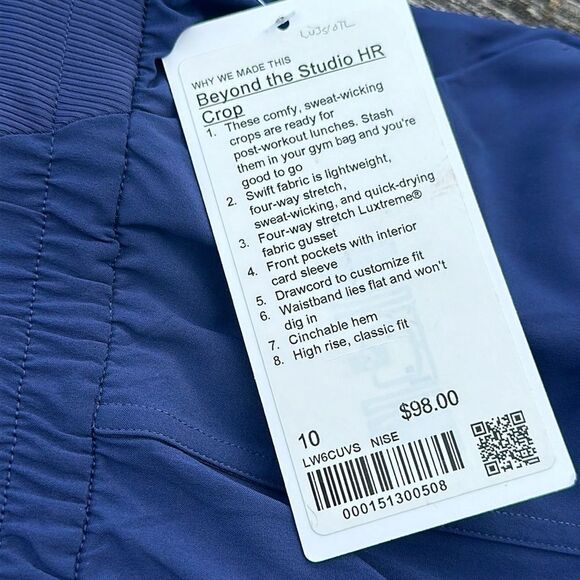 WHY WE MADE THIS
Beyond the Studio HR
Crop
1. These comfy, sweat-wicking
crops are ready for
post-workout lunches. Stash
them in your gym bag and you're
good to go
2. Swift fabric is lightweight,
four-way stretch,
sweat-wicking, and quick-drying
3. Four-way stretch Luxtreme®
fabric gusset
4. Front pockets with interior
card sleeve
5. Drawcord to customize fit
6. Waistband lies flat and won't
dig in
7. Cinchable hem
8. High rise, classic fit
10 $98.00
LW6CUVS NISE
000151300508